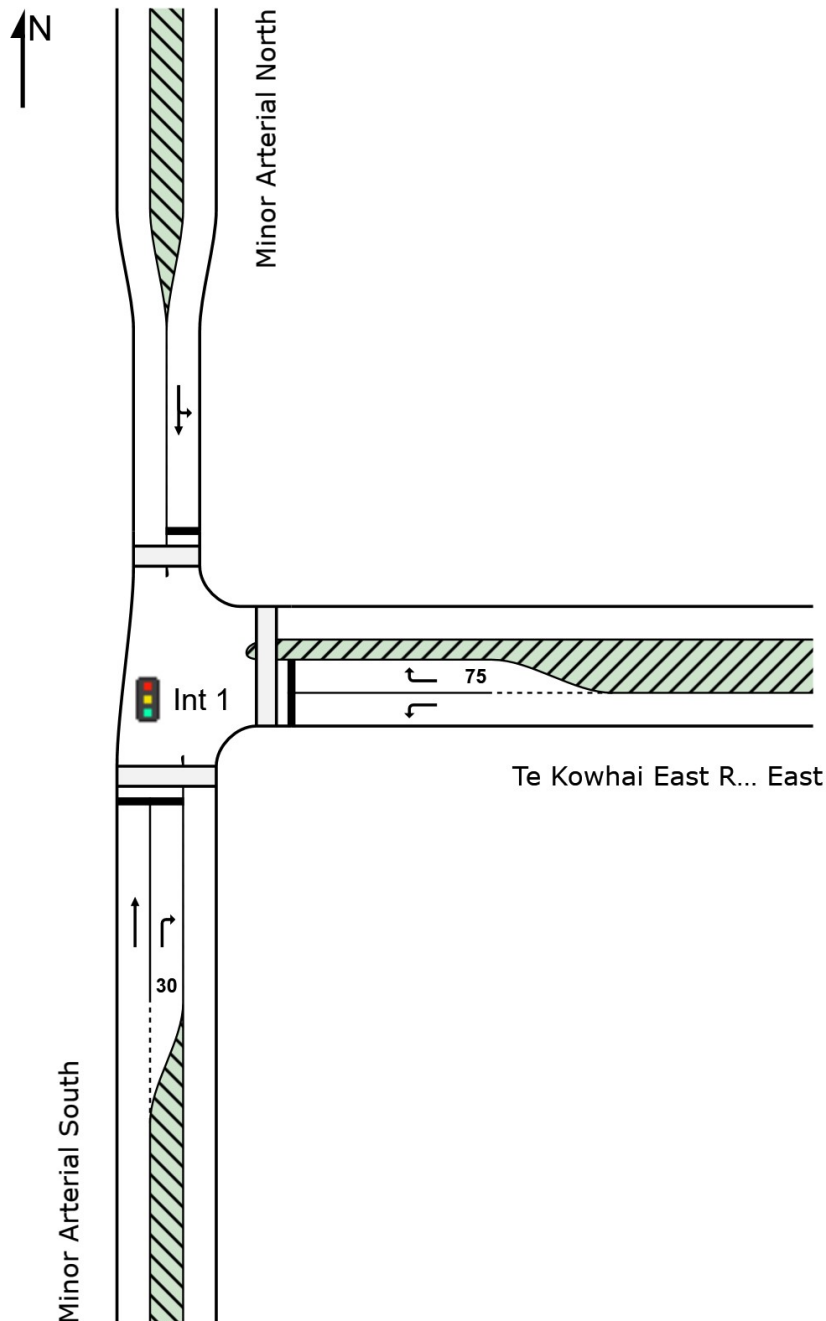 N
Minor Arterial North
75
Int 1
Te Kowhai East R... East
30
Minor Arterial South